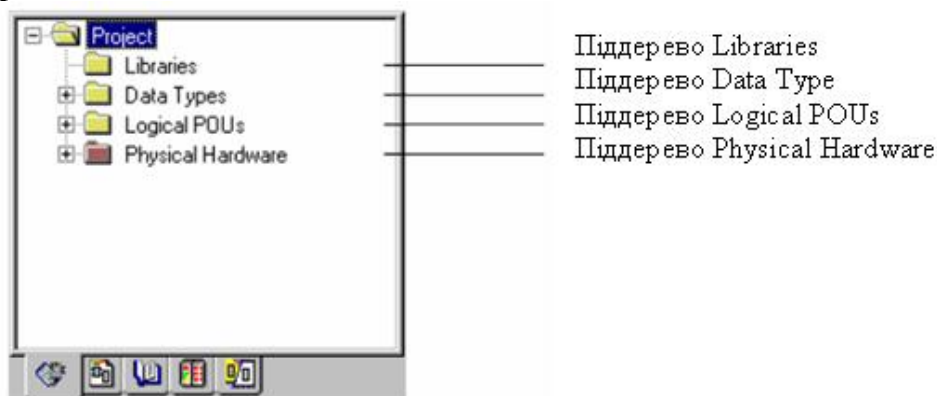 Project
Libraries
Data Types
Logical POUs
Physical Hardware
Піддерево Libraries
Піддерево Data Type
Піддерево Logical POUs
Піддерево Physical Hardware